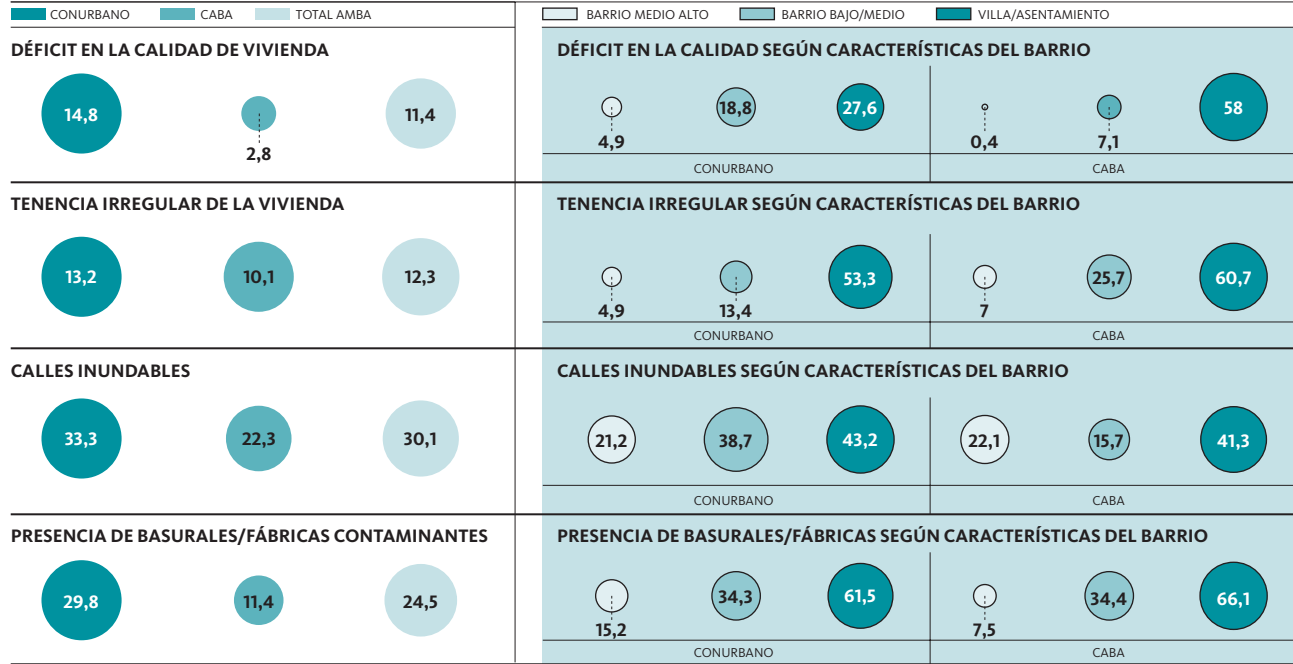 CONURBANO CABA TOTAL AMBA
DÉFICIT EN LA CALIDAD DE VIVIENDA
14,8 2,8 11,4
TENENCIA IRREGULAR DE LA VIVIENDA
13,2 10,1 12,3
CALLES INUNDABLES
33,3 22,3 30,1
PRESENCIA DE BASURALES/FÁBRICAS CONTAMINANTES
29,8 11,4 24,5
BARRIO MEDIO ALTO BARRIO BAJO/MEDIO VILLA/ASENTAMIENTO
DÉFICIT EN LA CALIDAD SEGÚN CARACTERÍSTICAS DEL BARRIO
4,9 18,8 27,6 0,4 7,1 58
CONURBANO CABA
TENENCIA IRREGULAR SEGÚN CARACTERÍSTICAS DEL BARRIO
4,9 13,4 53,3 7 25,7 60,7
CONURBANO CABA
CALLES INUNDABLES SEGÚN CARACTERÍSTICAS DEL BARRIO
21,2 38,7 43,2 22,1 15,7 41,3
CONURBANO CABA
PRESENCIA DE BASURALES/FÁBRICAS SEGÚN CARACTERÍSTICAS DEL BARRIO
15,2 34,3 61,5 7,5 34,4 66,1
CONURBANO CABA